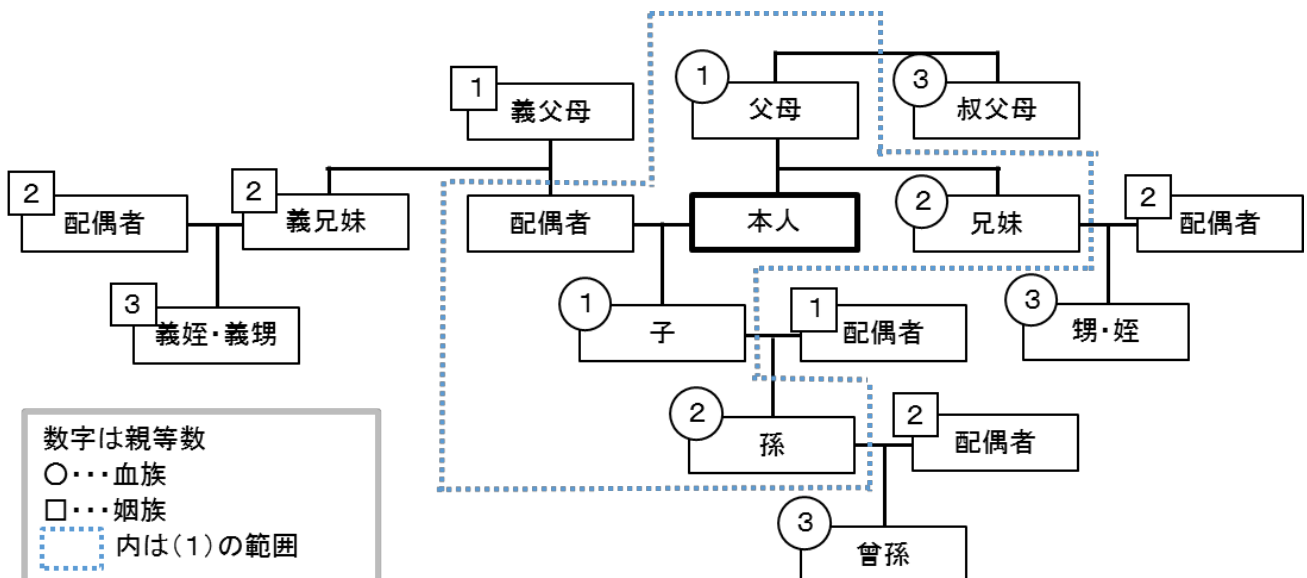 1
義父母
1
父母
3
叔父母
2
配偶者
2
義兄妹
配偶者
本人
2
兄妹
2
配偶者
3
義姪・義甥
1
子
1
配偶者
3
甥・姪
2
孫
2
配偶者
3
曾孫
数字は親等数
○・・・血族
□・・・姻族
内は(1)の範囲